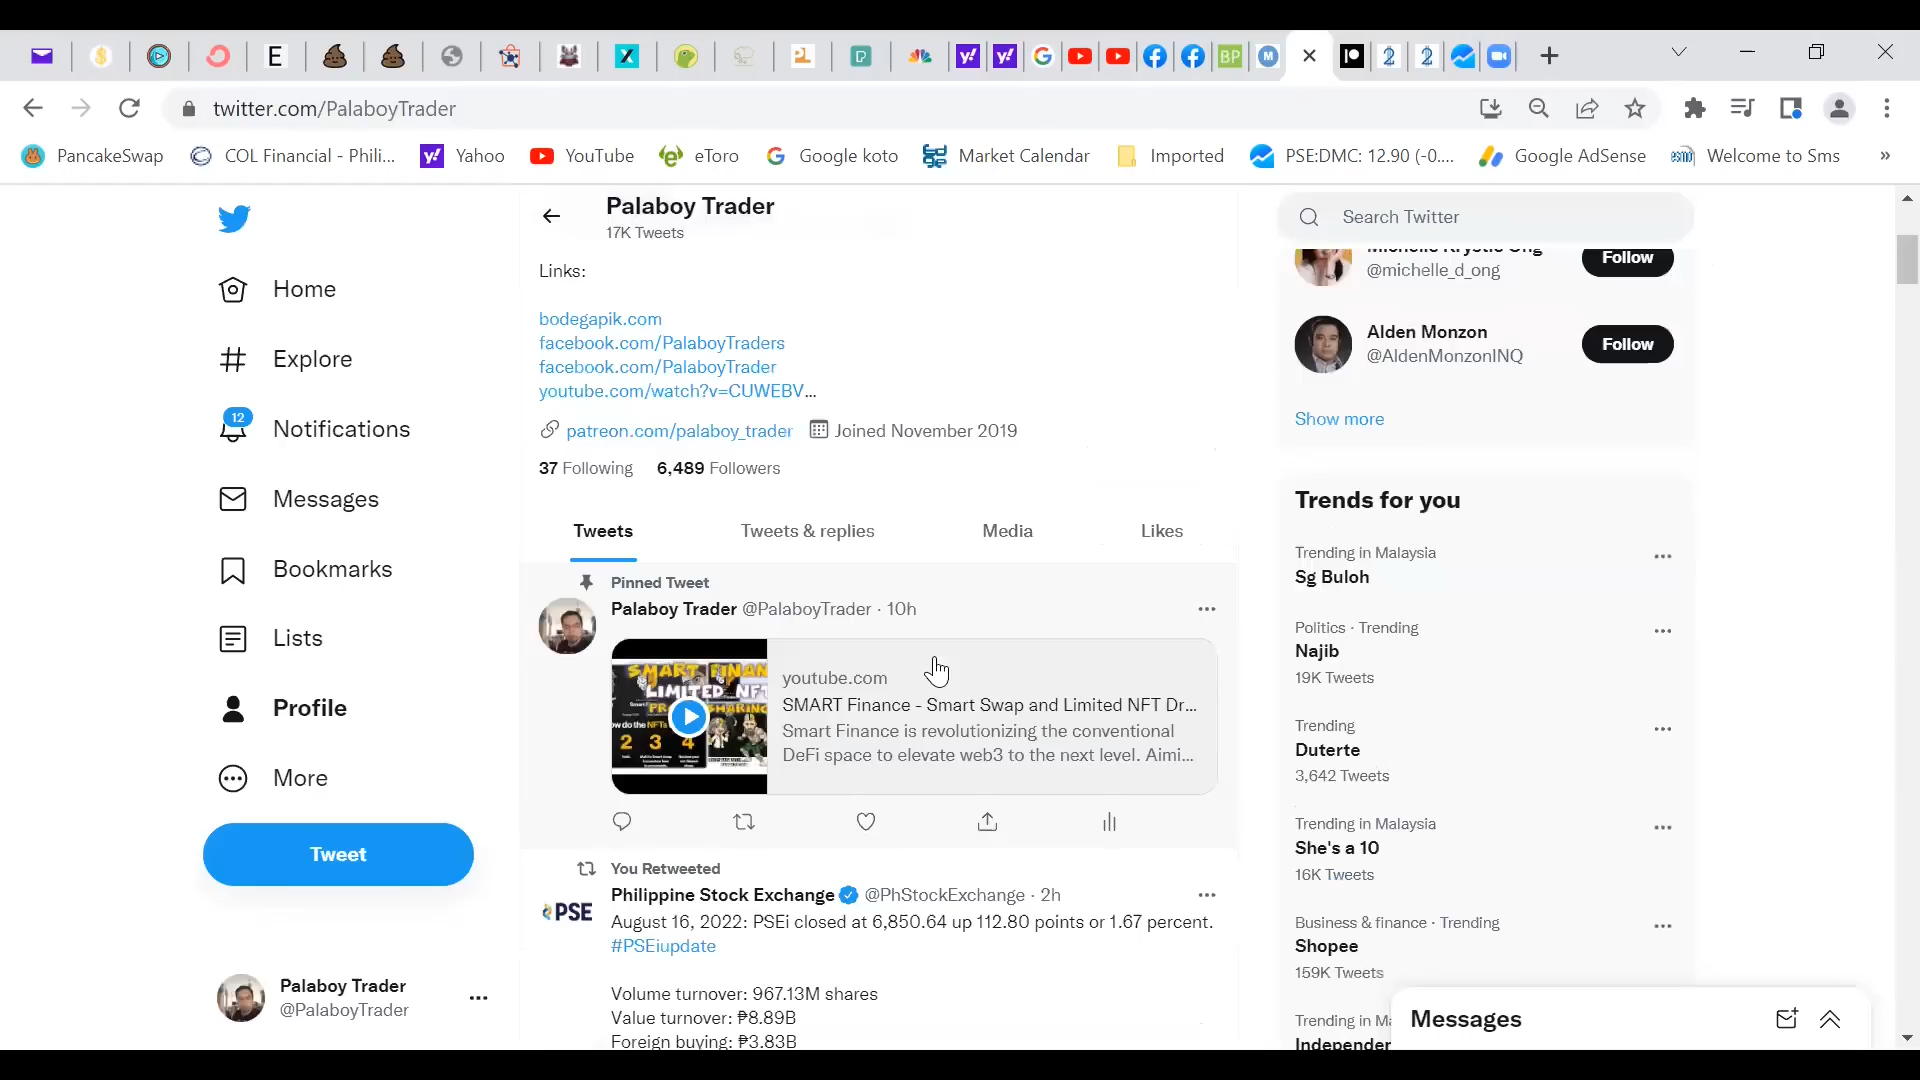 twitter.com/PalaboyTrader
PancakeSwap
COL Financial - Phili...
Yahoo
YouTube
eToro
Google koto
Market Calendar
Imported
PSE:DMC: 12.90 (-0....
Google AdSense
Welcome to Sms
»
Palaboy Trader
17K Tweets
Links:
bodegapik.com
facebook.com/PalaboyTraders
facebook.com/PalaboyTrader
youtube.com/watch?v=CUWEBV...
patreon.com/palaboy_trader
Joined November 2019
37 Following
6,489 Followers
Tweets
Tweets & replies
Media
Likes
Pinned Tweet
Palaboy Trader @PalaboyTrader · 10h
youtube.com
SMART Finance - Smart Swap and Limited NFT Dr...
Smart Finance is revolutionizing the conventional
DeFi space to elevate web3 to the next level. Aimi...
You Retweeted
Philippine Stock Exchange @PhStockExchange · 2h
PSE
August 16, 2022: PSEi closed at 6,850.64 up 112.80 points or 1.67 percent.
#PSEiupdate
Volume turnover: 967.13M shares
Value turnover: ₱8.89B
Foreign buying: ₱3.83B
Home
Explore
12
Notifications
Messages
Bookmarks
Lists
Profile
More
Tweet
Palaboy Trader
@PalaboyTrader
Search Twitter
Michelle Krystle Ong
@michelle_d_ong
Follow
Alden Monzon
@AldenMonzonINQ
Follow
Show more
Trends for you
Trending in Malaysia
Sg Buloh
Politics · Trending
Najib
19K Tweets
Trending
Duterte
3,642 Tweets
Trending in Malaysia
She's a 10
16K Tweets
Business & finance · Trending
Shopee
159K Tweets
Trending in Ma
Independen
Messages